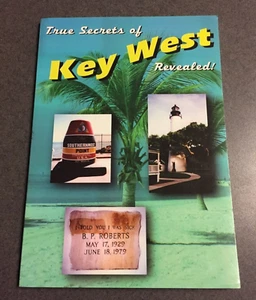 True Secrets of
Key West
Revealed!
SOUTHERNMOST
POINT
I TOLD YOU I WAS SICK
B. P. ROBERTS
MAY 17, 1929
JUNE 18, 1979